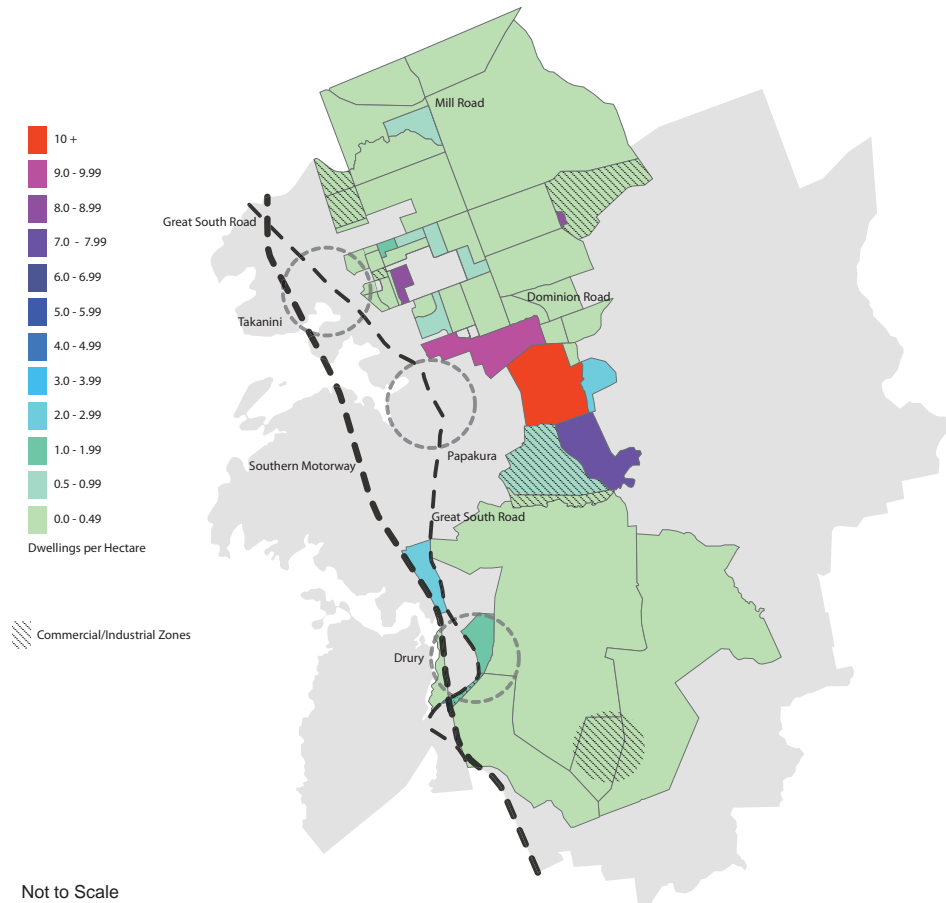 Mill Road
10 +
9.0 - 9.99
8.0 - 8.99
Great South Road
7.0 - 7.99
6.0 - 6.99
Dominion Road
5.0 - 5.99
Takanini
4.0 - 4.99
3.0 - 3.99
2.0 - 2.99
1.0 - 1.99
Papakura
Southern Motorway
0.5 - 0.99
Great South Road
0.0 - 0.49
Dwellings per Hectare
Commercial/Industrial Zones
Drury
Not to Scale